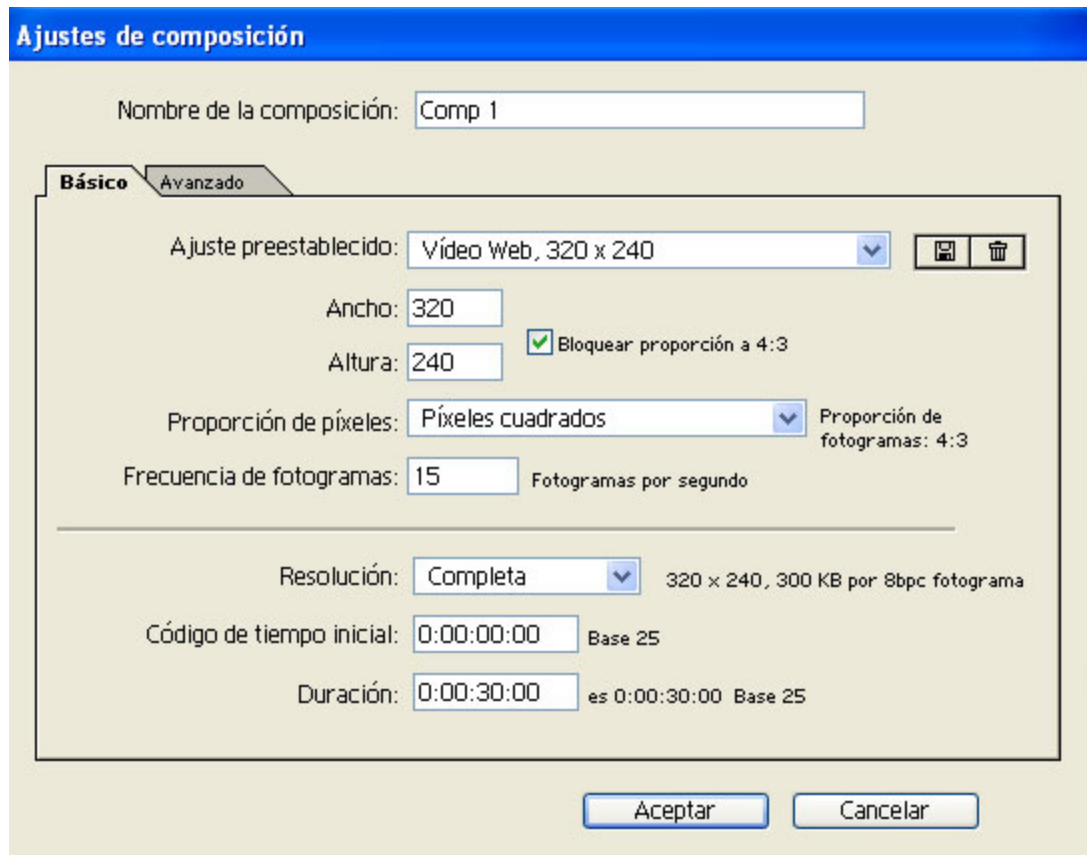 Ajustes de composición
Nombre de la composición: Comp 1
Básico Avanzado
Ajuste preestablecido: Vídeo Web, 320 x 240
Ancho: 320
Bloquear proporción a 4:3
Altura: 240
Proporción de píxeles: Píxeles cuadrados Proporción de
fotogramas: 4:3
Frecuencia de fotogramas: 15 Fotogramas por segundo
Resolución: Completa 320 x 240, 300 KB por 8bpc fotograma
Código de tiempo inicial: 0:00:00:00 Base 25
Duración: 0:00:30:00 es 0:00:30:00 Base 25
Aceptar Cancelar